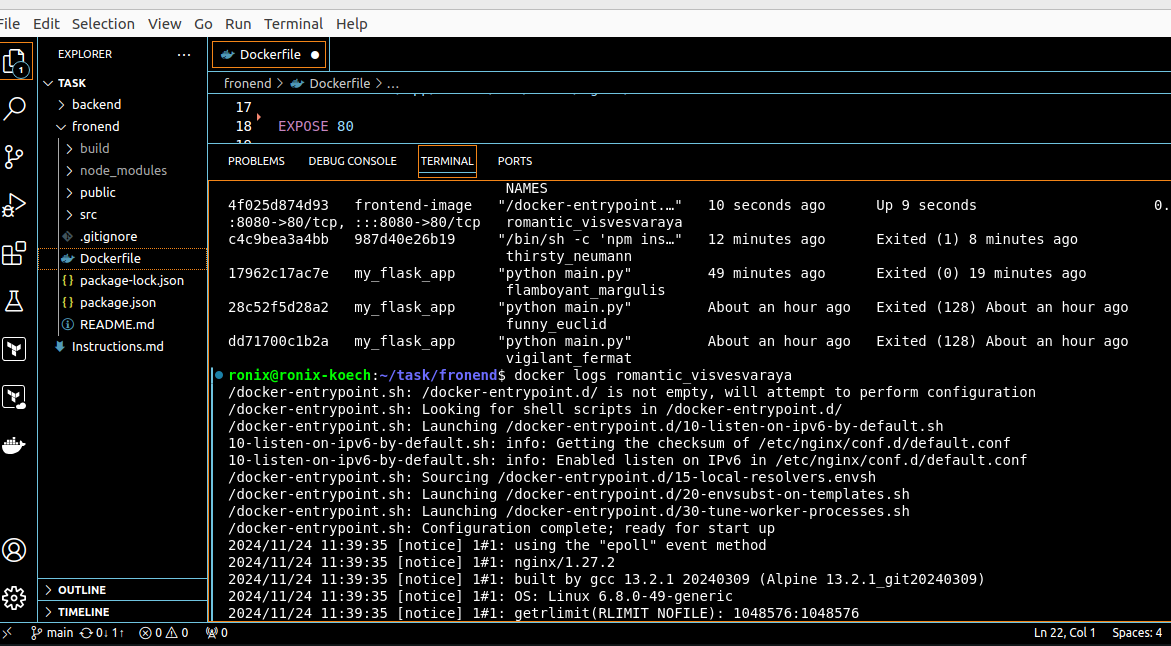 File Edit Selection View Go Run Terminal Help
EXPLORER ...
TASK
backend
fronend
build
node_modules
public
src
.gitignore
Dockerfile
package-lock.json
package.json
README.md
Instructions.md
OUTLINE
TIMELINE
1
Dockerfile
fronend > Dockerfile > ...
17
18 EXPOSE 80
PROBLEMS DEBUG CONSOLE TERMINAL PORTS
NAMES
4f025d874d93 frontend-image "/docker-entrypoint.…" 10 seconds ago Up 9 seconds 0.
:8080->80/tcp, :::8080->80/tcp romantic_visvesvaraya
c4c9bea3a4bb 987d40e26b19 "/bin/sh -c 'npm ins…" 12 minutes ago Exited (1) 8 minutes ago
thirsty_neumann
17962c17ac7e my_flask_app "python main.py" 49 minutes ago Exited (0) 19 minutes ago
flamboyant_margulis
28c52f5d28a2 my_flask_app "python main.py" About an hour ago Exited (128) About an hour ago
funny_euclid
dd71700c1b2a my_flask_app "python main.py" About an hour ago Exited (128) About an hour ago
vigilant_fermat
ronix@ronix-koech:~/task/fronend$ docker logs romantic_visvesvaraya
/docker-entrypoint.sh: /docker-entrypoint.d/ is not empty, will attempt to perform configuration
/docker-entrypoint.sh: Looking for shell scripts in /docker-entrypoint.d/
/docker-entrypoint.sh: Launching /docker-entrypoint.d/10-listen-on-ipv6-by-default.sh
10-listen-on-ipv6-by-default.sh: info: Getting the checksum of /etc/nginx/conf.d/default.conf
10-listen-on-ipv6-by-default.sh: info: Enabled listen on IPv6 in /etc/nginx/conf.d/default.conf
/docker-entrypoint.sh: Sourcing /docker-entrypoint.d/15-local-resolvers.envsh
/docker-entrypoint.sh: Launching /docker-entrypoint.d/20-envsubst-on-templates.sh
/docker-entrypoint.sh: Launching /docker-entrypoint.d/30-tune-worker-processes.sh
/docker-entrypoint.sh: Configuration complete; ready for start up
2024/11/24 11:39:35 [notice] 1#1: using the "epoll" event method
2024/11/24 11:39:35 [notice] 1#1: nginx/1.27.2
2024/11/24 11:39:35 [notice] 1#1: built by gcc 13.2.1 20240309 (Alpine 13.2.1_git20240309)
2024/11/24 11:39:35 [notice] 1#1: OS: Linux 6.8.0-49-generic
2024/11/24 11:39:35 [notice] 1#1: getrlimit(RLIMIT_NOFILE): 1048576:1048576
main 0↓ 1↑ 0 0 0 Ln 22, Col 1 Spaces: 4